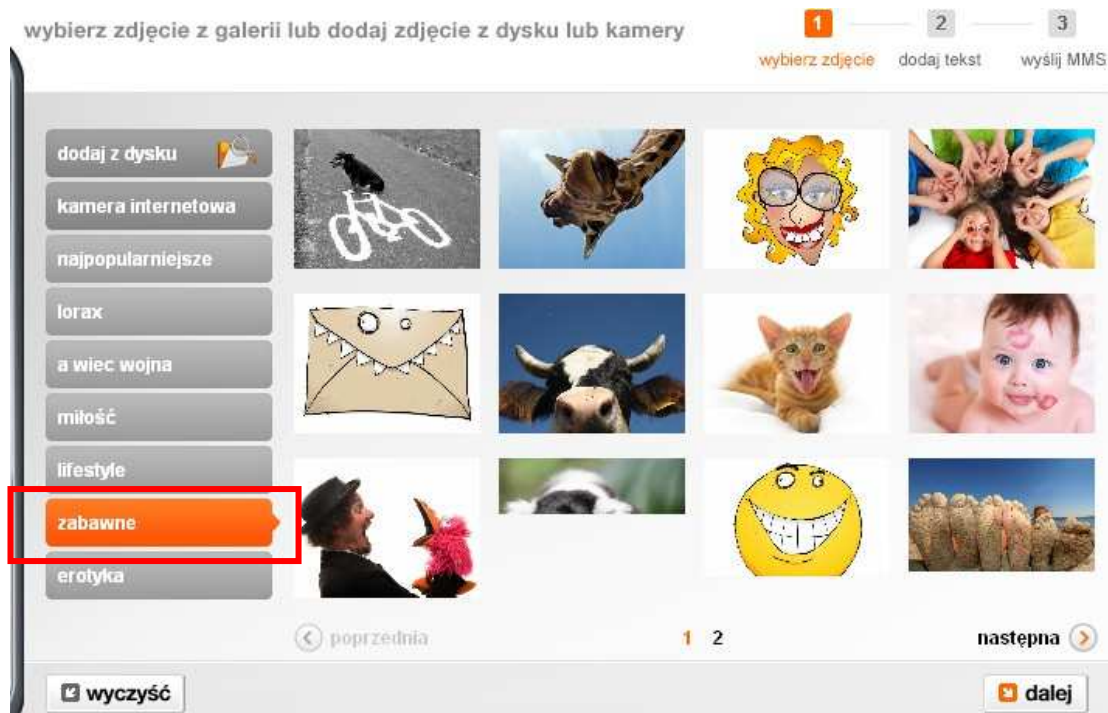 wybierz zdjęcie z galerii lub dodaj zdjęcie z dysku lub kamery
1 2 3
wybierz zdjęcie dodaj tekst wyślij MMS
dodaj z dysku
kamera internetowa
najpopularniejsze
lorax
a wiec wojna
miłość
lifestyle
zabawne
erotyka
poprzednia 1 2 następna
wyczyść dalej